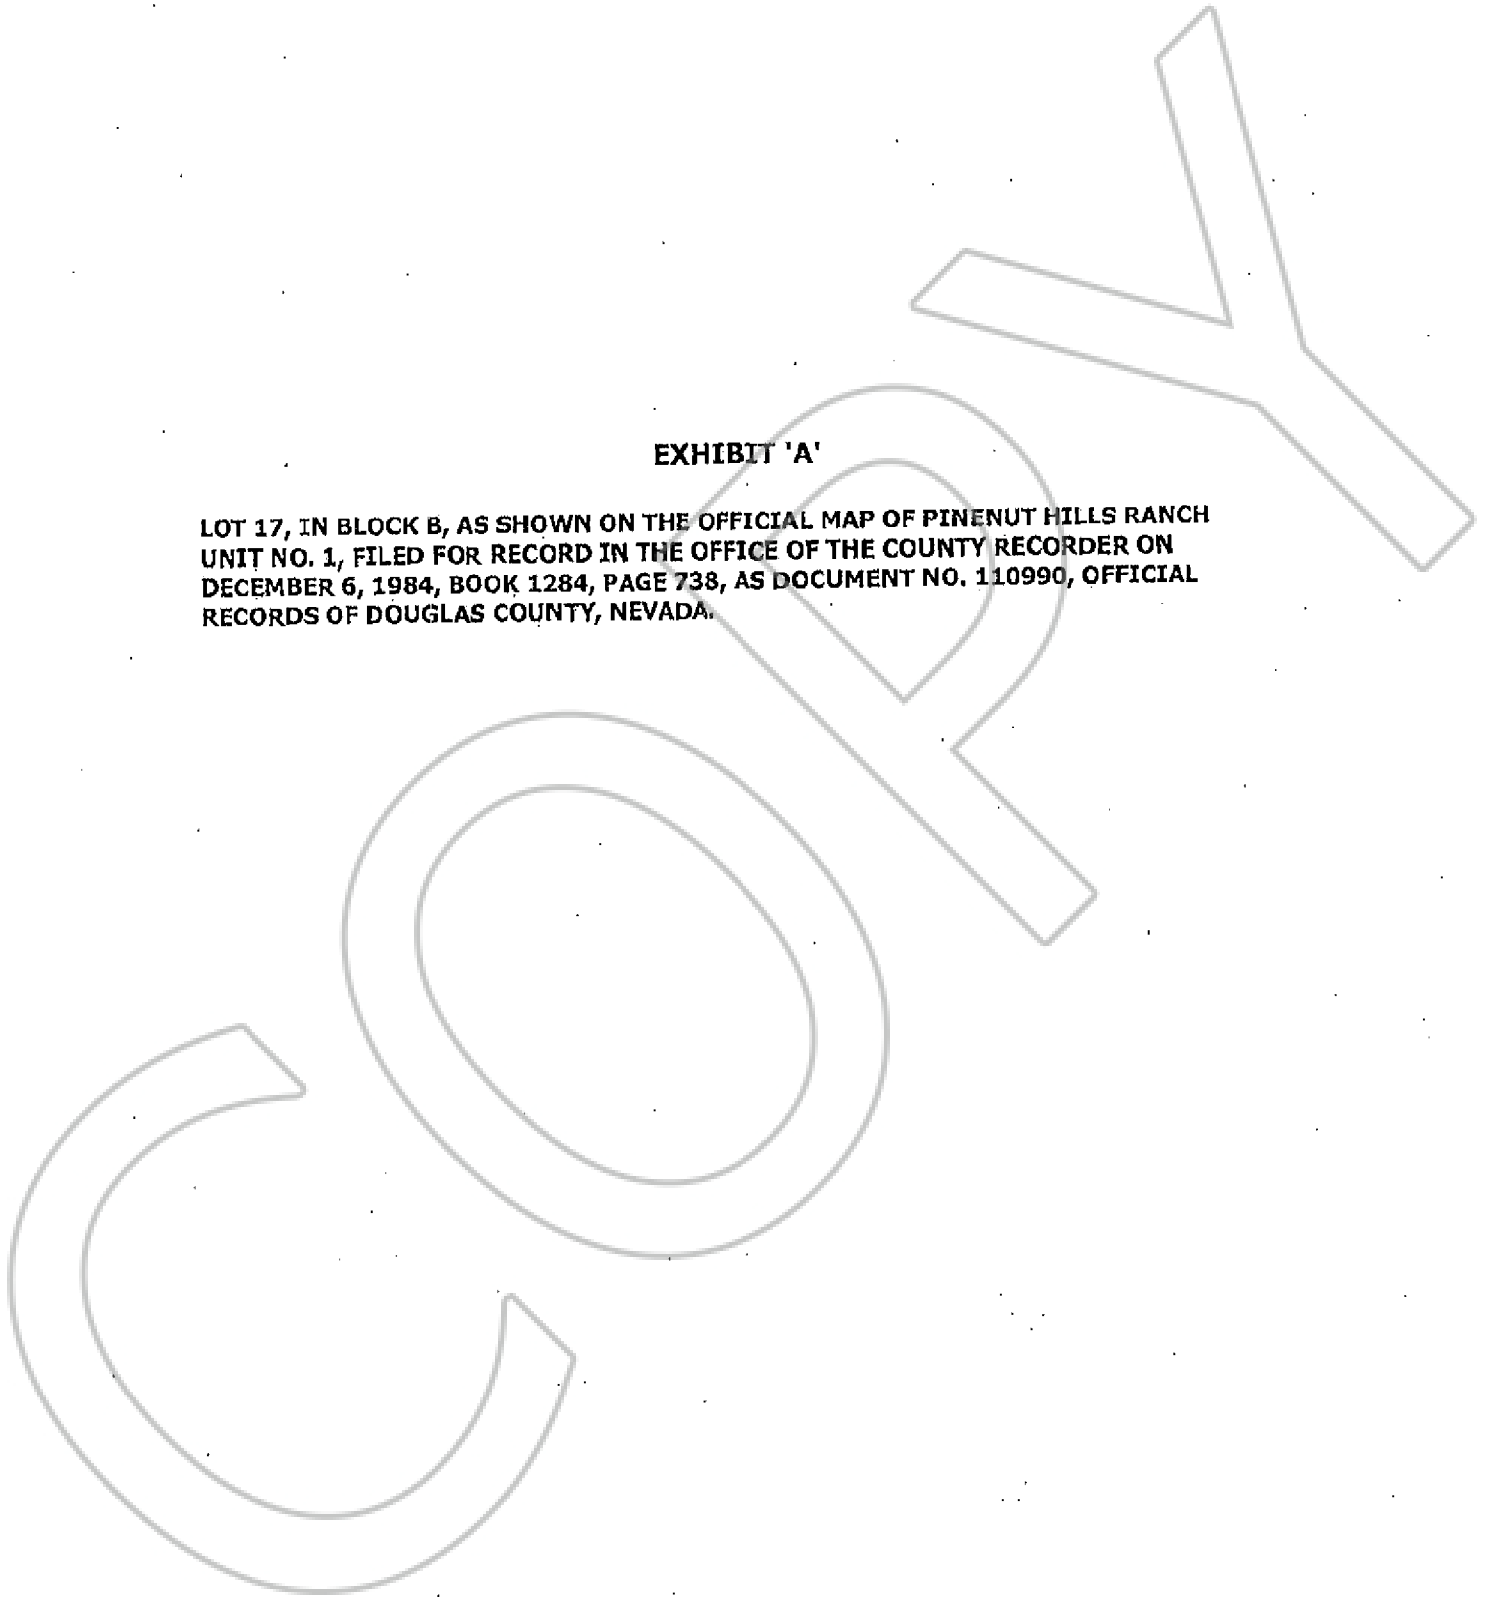 EXHIBIT 'A'
LOT 17, IN BLOCK B, AS SHOWN ON THE OFFICIAL MAP OF PINENUT HILLS RANCH
UNIT NO. 1, FILED FOR RECORD IN THE OFFICE OF THE COUNTY RECORDER ON
DECEMBER 6, 1984, BOOK 1284, PAGE 738, AS DOCUMENT NO. 110990, OFFICIAL
RECORDS OF DOUGLAS COUNTY, NEVADA.
COPY